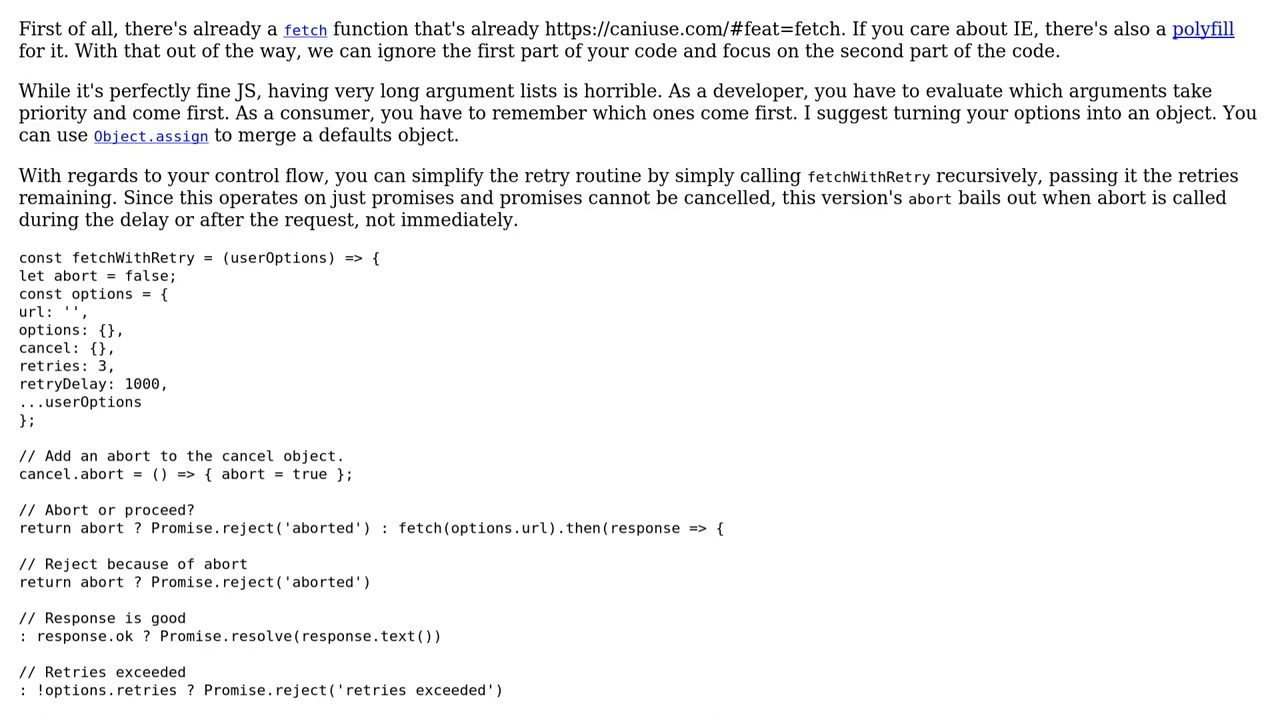 First of all, there's already a fetch function that's already https://caniuse.com/#feat=fetch. If you care about IE, there's also a polyfill
for it. With that out of the way, we can ignore the first part of your code and focus on the second part of the code.
While it's perfectly fine JS, having very long argument lists is horrible. As a developer, you have to evaluate which arguments take
priority and come first. As a consumer, you have to remember which ones come first. I suggest turning your options into an object. You
can use Object.assign to merge a defaults object.
With regards to your control flow, you can simplify the retry routine by simply calling fetchWithRetry recursively, passing it the retries
remaining. Since this operates on just promises and promises cannot be cancelled, this version's abort bails out when abort is called
during the delay or after the request, not immediately.
const fetchWithRetry = (userOptions) => {
let abort = false;
const options = {
url: '',
options: {},
cancel: {},
retries: 3,
retryDelay: 1000,
...userOptions
};
// Add an abort to the cancel object.
cancel.abort = () => { abort = true };
// Abort or proceed?
return abort ? Promise.reject('aborted') : fetch(options.url).then(response => {
// Reject because of abort
return abort ? Promise.reject('aborted')
// Response is good
: response.ok ? Promise.resolve(response.text())
// Retries exceeded
: !options.retries ? Promise.reject('retries exceeded')